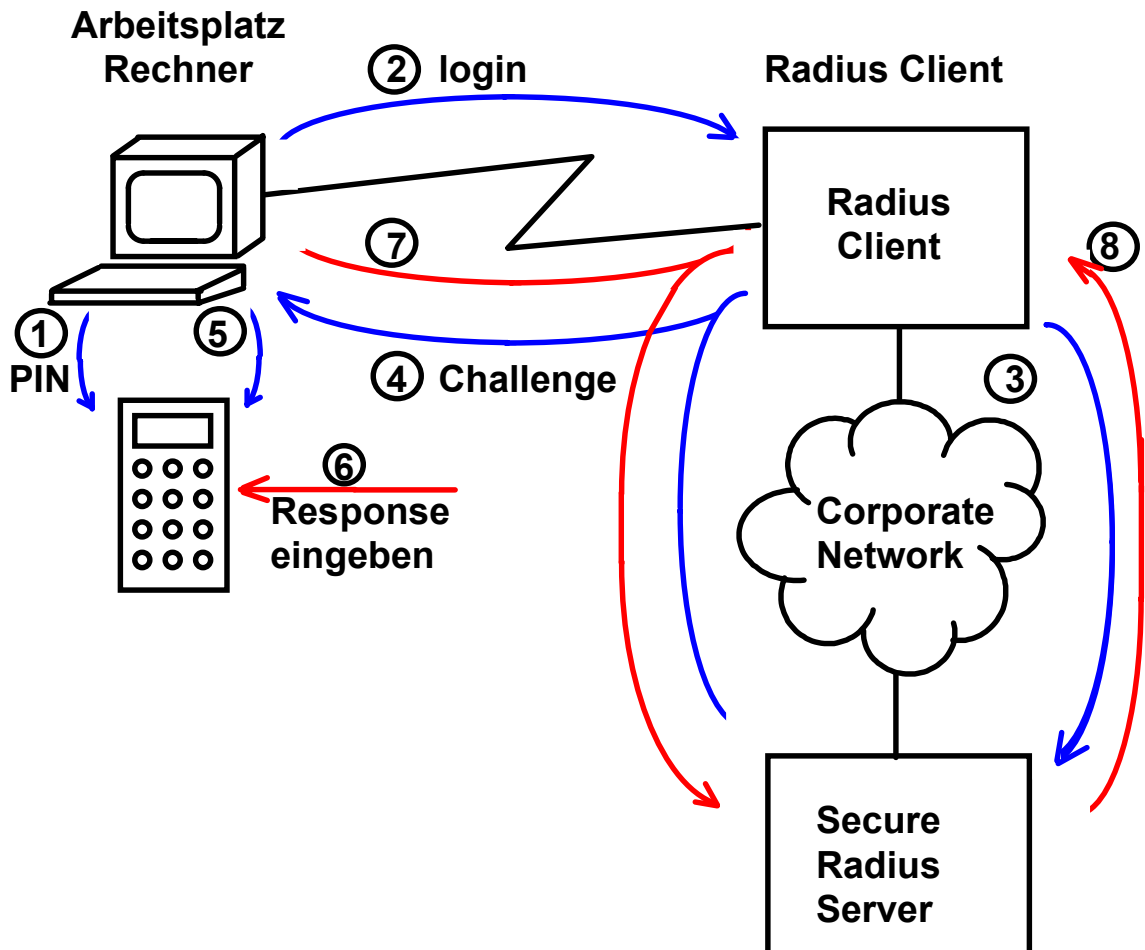 Arbeitsplatz
Rechner
2 login
Radius Client
Radius
Client
7
8
1
PIN
5
4 Challenge
3
6
Response
eingeben
Corporate
Network
Secure
Radius
Server